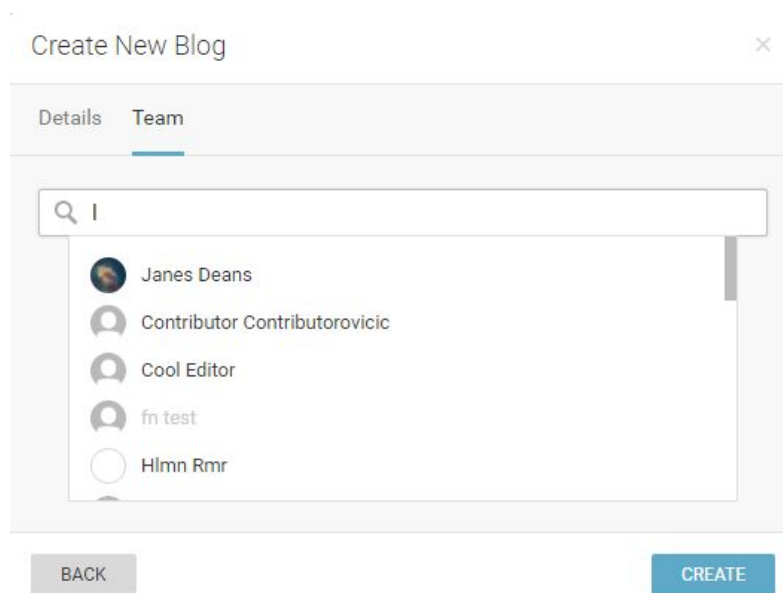 Create New Blog
Details Team
Janes Deans
Contributor Contributorovicic
Cool Editor
fn test
Hlmn Rmr
BACK CREATE